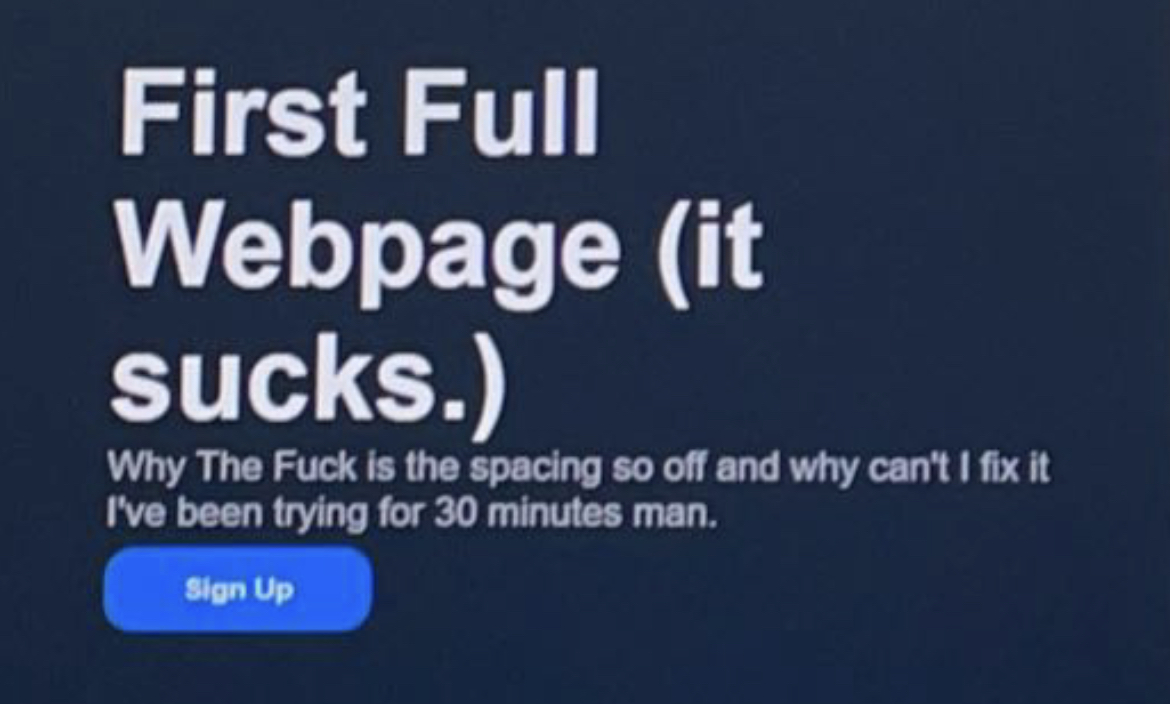 First Full
Webpage (it
sucks.)
Why The Fuck is the spacing so off and why can't I fix it
I've been trying for 30 minutes man.
Sign Up